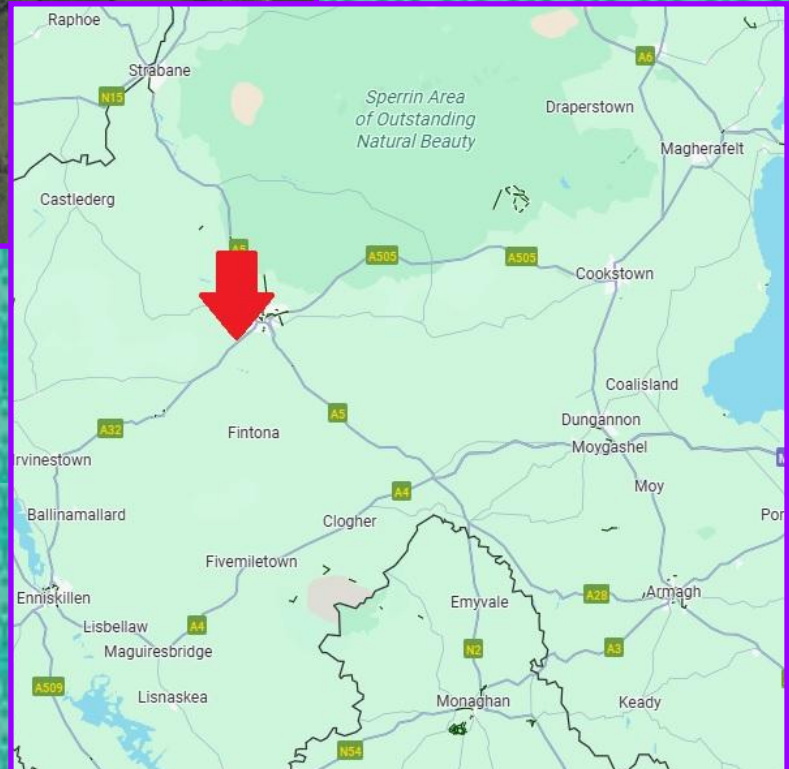 Raphoe
Strabane
A6
N15
Sperrin Area
of Outstanding
Natural Beauty
Draperstown
Magherafelt
Castlederg
A5
A505
A505
Cookstown
Coalisland
A5
Dungannon
A32
Fintona
Moygashel
Irvinestown
A4
Moy
Ballinamallard
Clogher
Por
Fivemiletown
Enniskillen
Emyvale
A28
Armagh
Lisbellaw
A4
Maguiresbridge
N2
A3
A509
Lisnaskea
Monaghan
Keady
N54